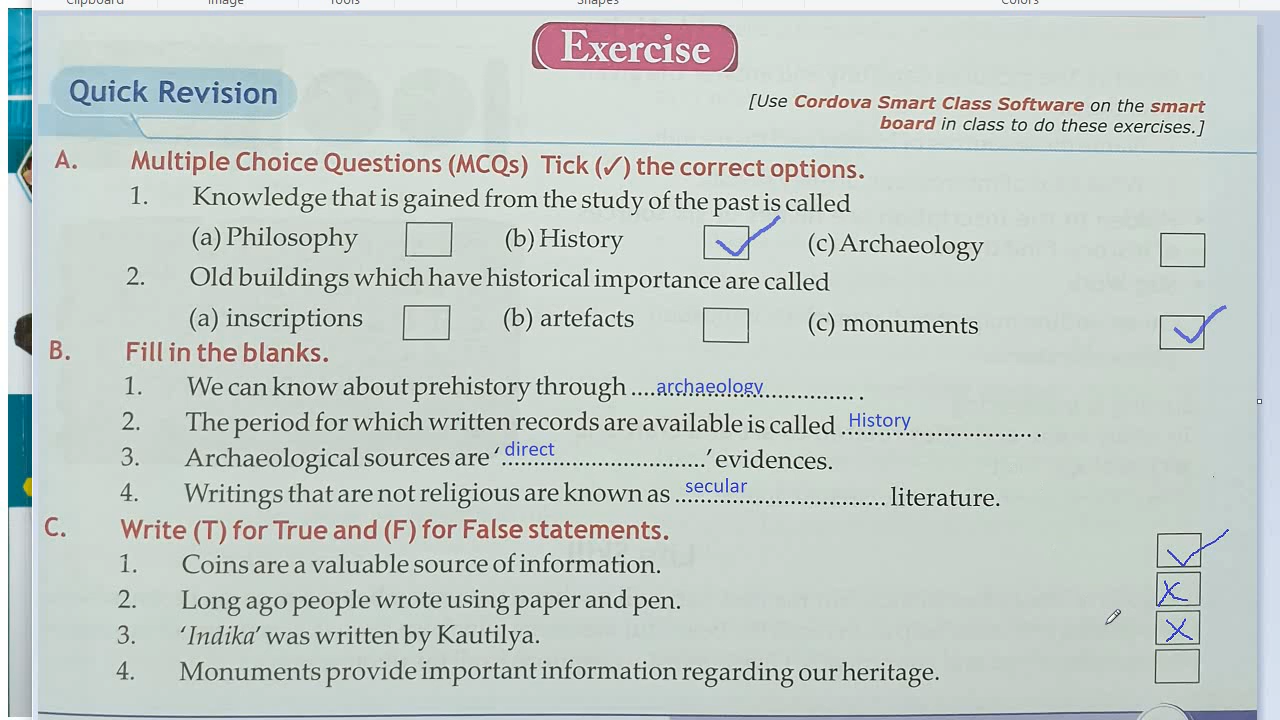 Clipboard Image Tools Shapes Colors
Exercise
Quick Revision
[Use Cordova Smart Class Software on the smart
board in class to do these exercises.]
A. Multiple Choice Questions (MCQs) Tick (✓) the correct options.
1. Knowledge that is gained from the study of the past is called
(a) Philosophy (b) History ✓ (c) Archaeology
2. Old buildings which have historical importance are called
(a) inscriptions (b) artefacts (c) monuments ✓
B. Fill in the blanks.
1. We can know about prehistory through ....archaeology.............. .
2. The period for which written records are available is called History.................. .
3. Archaeological sources are ‘direct......................’ evidences.
4. Writings that are not religious are known as secular..................... literature.
C. Write (T) for True and (F) for False statements.
1. Coins are a valuable source of information. ✓
2. Long ago people wrote using paper and pen. x
3. ‘Indika’ was written by Kautilya. x
4. Monuments provide important information regarding our heritage.